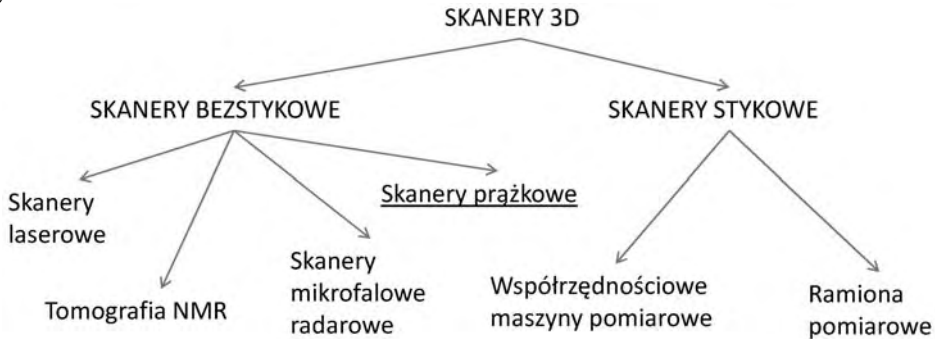 SKANERY 3D
SKANERY BEZSTYKOWE
SKANERY STYKOWE
Skanery
laserowe
Tomografia NMR
Skanery
mikrofalowe
radarowe
Skanery prążkowe
Współrzędnościowe
maszyny pomiarowe
Ramiona
pomiarowe